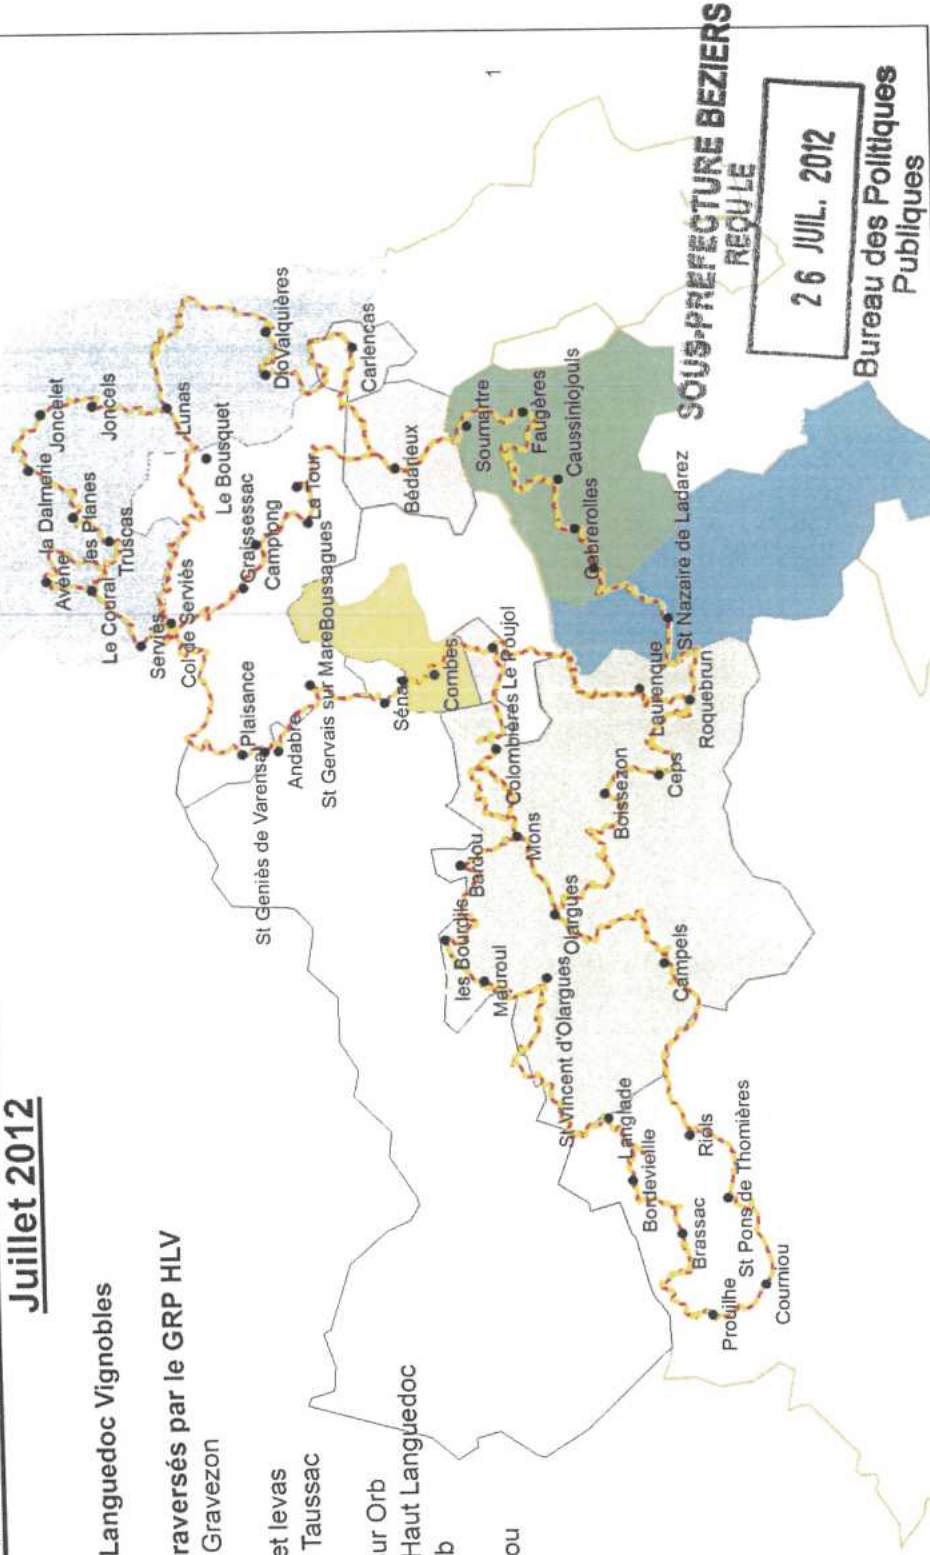 Juillet 2012
Languedoc Vignobles
raversés par le GRP HLV
Gravezon
et levas
Taussac
ur Orb
Haut Languedoc
b
ou
1
Joncelet
la Dalmerie
Joncels
les Planes
Avène
Truscas
Le Coural
Lunas
Serviès
Col de Serviès
Le Bousquet
DioValquières
Carlencas
Graissessac
Camplong
La Tour
Boussagues
Bédarieux
Plaisance
St Geniès de Varensal
Andabre
St Gervais sur Mare
Séna
Combes
Soumartre
Faugères
Caussiniojouls
Cabrerolles
St Nazaire de Ladarez
Le Poujol
Colombières
Laurenque
Roquebrun
Ceps
Boissezon
Mons
Bardou
les Bourdils
Mauroul
Olargues
St Vincent d'Olargues
Campels
Langlade
Bordevieille
Brassac
Riols
St Pons de Thomières
Prouilhe
Courniou
SOUS-PREFECTURE BEZIERS
REÇU LE
26 JUIL. 2012
Bureau des Politiques
Publiques